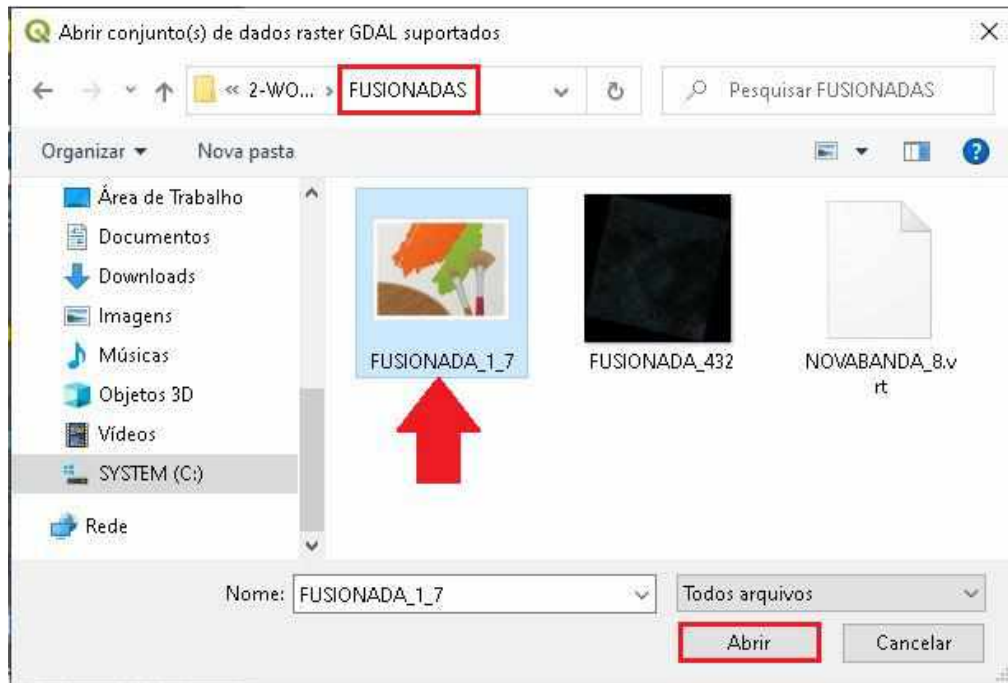 Abrir conjunto(s) de dados raster GDAL suportados
« 2-WO... › FUSIONADAS
Pesquisar FUSIONADAS
Organizar
Nova pasta
?
Área de Trabalho
Documentos
Downloads
Imagens
Músicas
Objetos 3D
Vídeos
SYSTEM (C:)
Rede
FUSIONADA_1_7
FUSIONADA_432
NOVABANDA_8.v
rt
Nome: FUSIONADA_1_7
Todos arquivos
Abrir
Cancelar